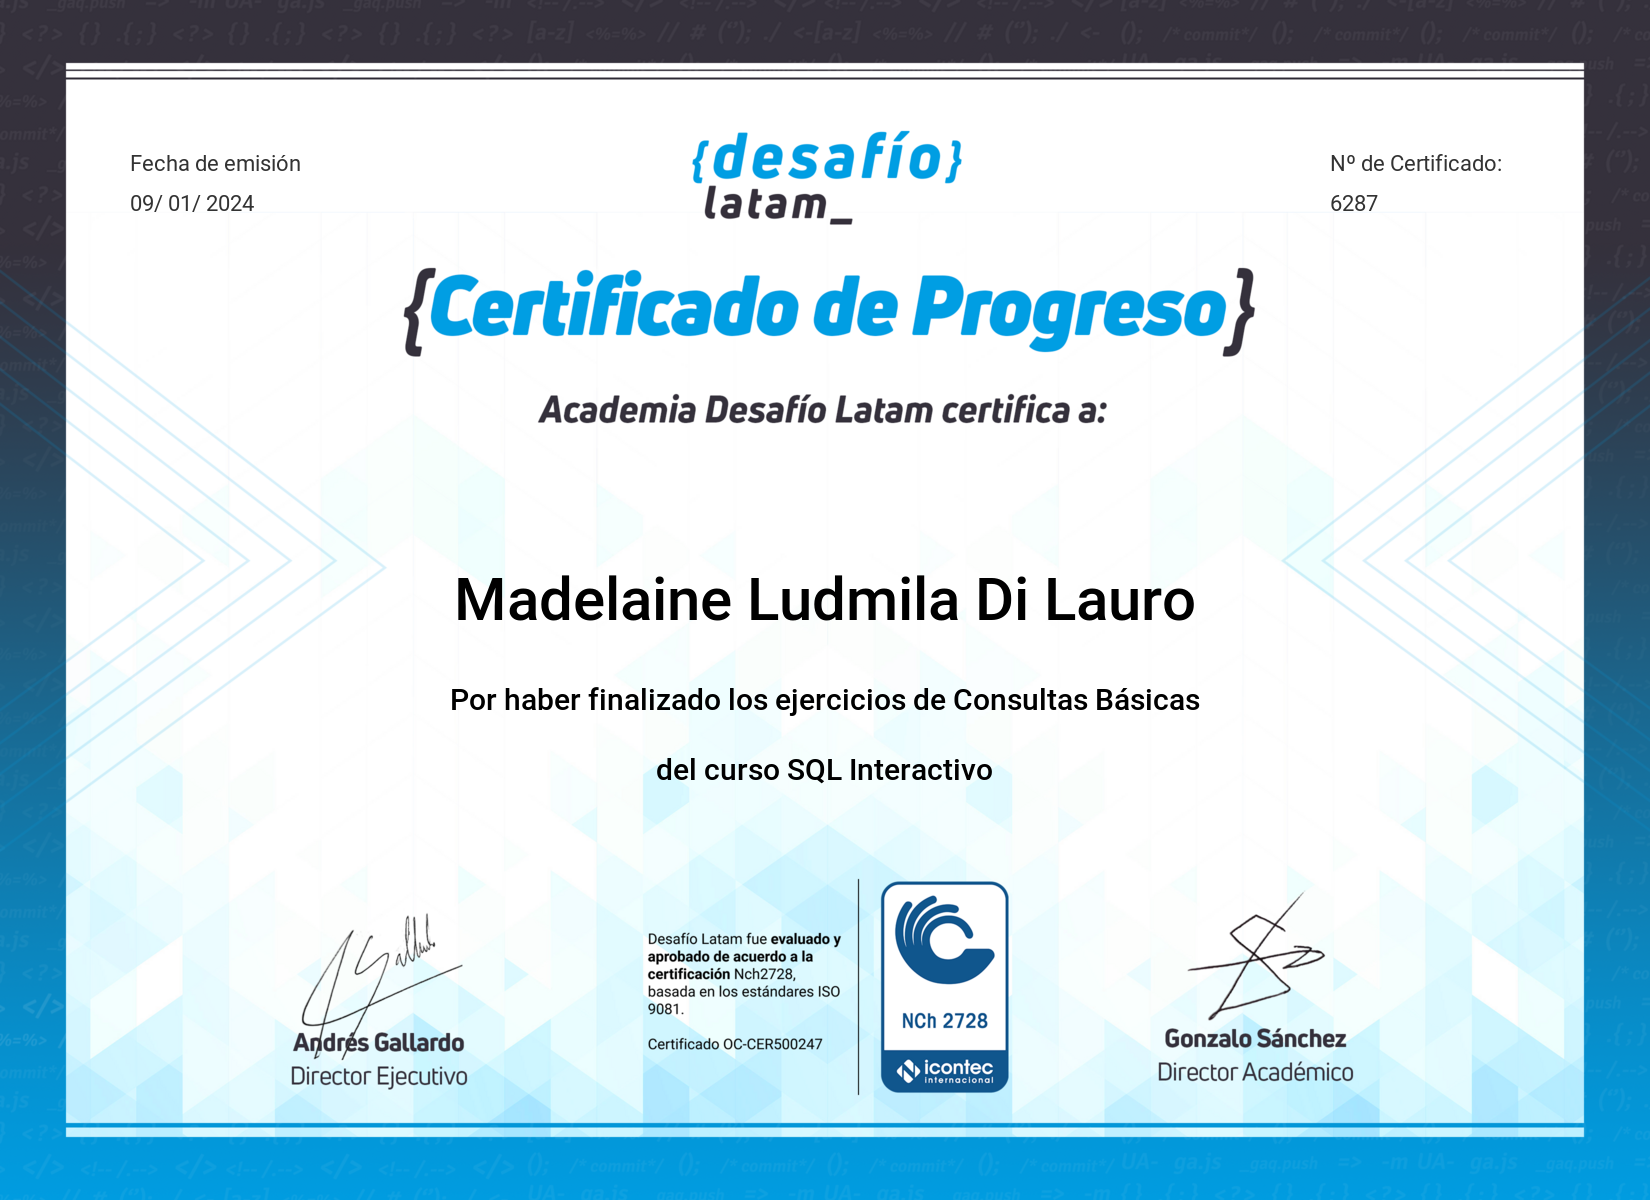 Fecha de emisión
09/ 01/ 2024
{desafío}
latam_
Nº de Certificado:
6287
{Certificado de Progreso}
Academia Desafío Latam certifica a:
Madelaine Ludmila Di Lauro
Por haber finalizado los ejercicios de Consultas Básicas
del curso SQL Interactivo
Andrés Gallardo
Director Ejecutivo
Desafío Latam fue evaluado y
aprobado de acuerdo a la
certificación Nch2728,
basada en los estándares ISO
9081.
Certificado OC-CER500247
NCh 2728
icontec
internacional
Gonzalo Sánchez
Director Académico